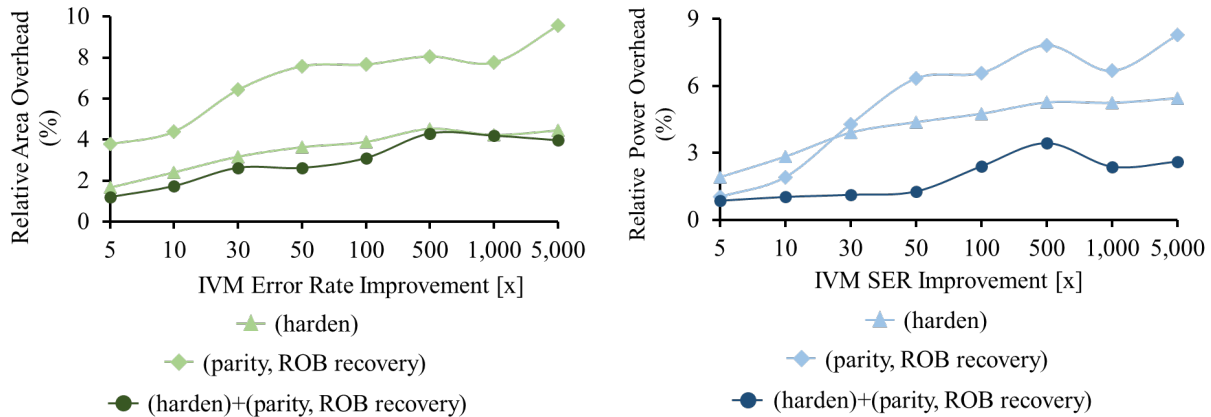 Relative Area Overhead
(%)
10
8
6
4
2
0
5 10 30 50 100 500 1,000 5,000
IVM Error Rate Improvement [x]
(harden)
(parity, ROB recovery)
(harden)+(parity, ROB recovery)
Relative Power Overhead
(%)
9
6
3
0
5 10 30 50 100 500 1,000 5,000
IVM SER Improvement [x]
(harden)
(parity, ROB recovery)
(harden)+(parity, ROB recovery)